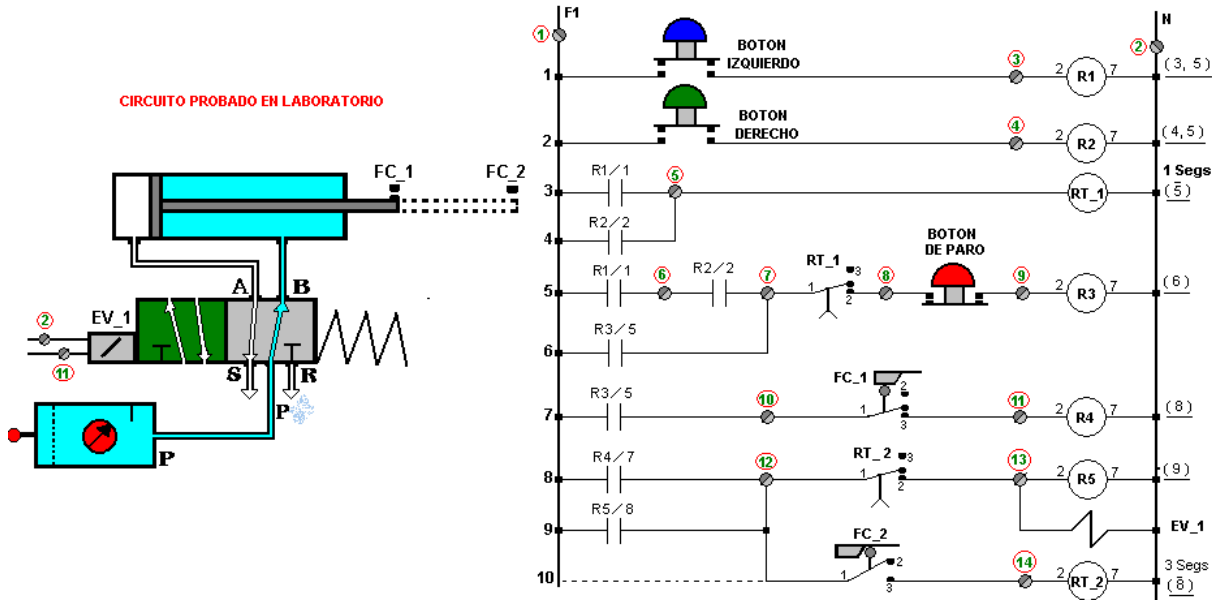 CIRCUITO PROBADO EN LABORATORIO
FC_1
FC_2
A
B
2
EV_1
11
S
R
P
P
F1
N
1
2
BOTON
IZQUIERDO
1
3
2
R1
7
(3, 5)
BOTON
DERECHO
2
4
2
R2
7
(4,5)
R1/1
5
1 Segs
3
RT_1
(5)
R2/2
4
BOTON
DE PARO
R1/1
6
R2/2
7
RT_1
3
8
9
5
1
2
2
R3
7
(6)
R3/5
6
FC_1
R3/5
10
2
11
7
1
3
2
R4
7
(8)
R4/7
12
RT_2
3
13
8
1
2
2
R5
7
(9)
R5/8
9
FC_2
EV_1
2
14
3 Segs
10
1
3
2
RT_2
7
(8)